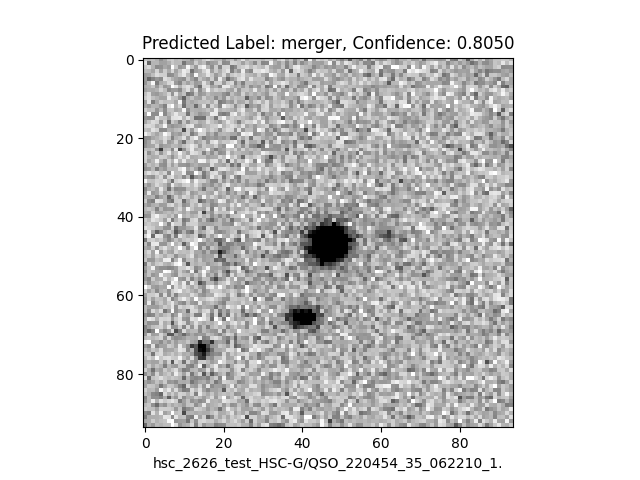 Predicted Label: merger, Confidence: 0.8050
0
20
40
60
80
0 20 40 60 80
hsc_2626_test_HSC-G/QSO_220454_35_062210_1.